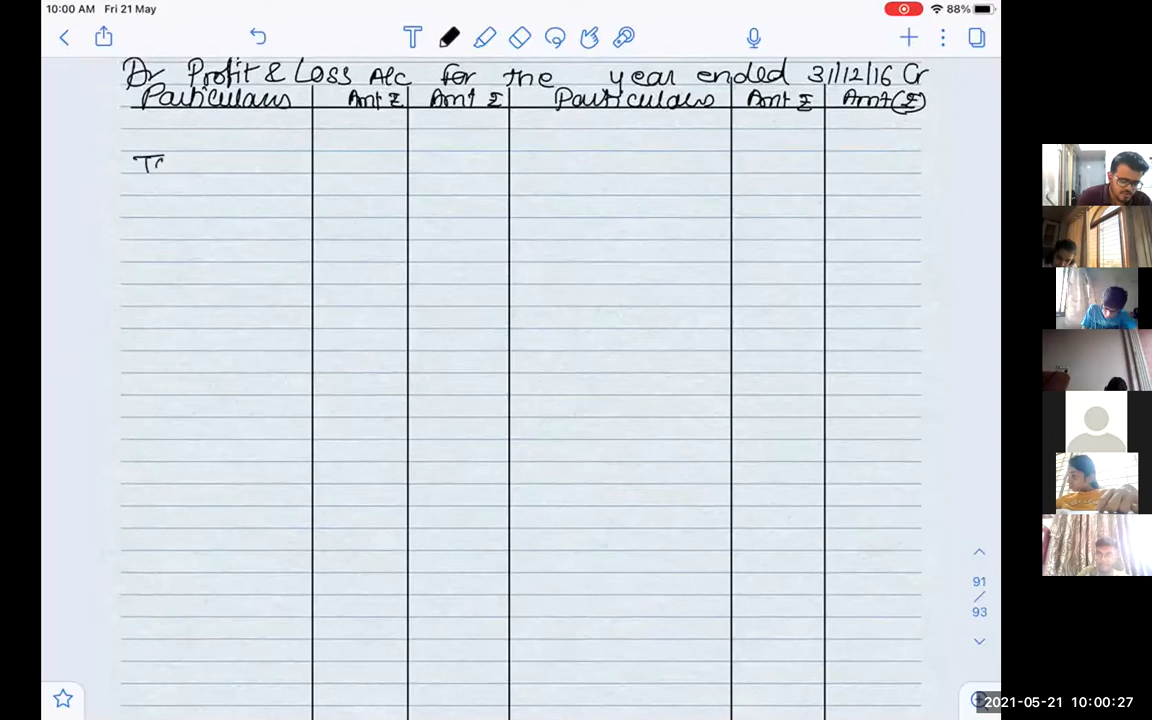 10:00 AM Fri 21 May
88%
Dr Profit & Loss A/c for the year ended 31/12/16 Cr
Particulars Amt ₹ Amt ₹ Particulars Amt ₹ Amt (₹)
To
91
/
93
2021-05-21 10:00:27